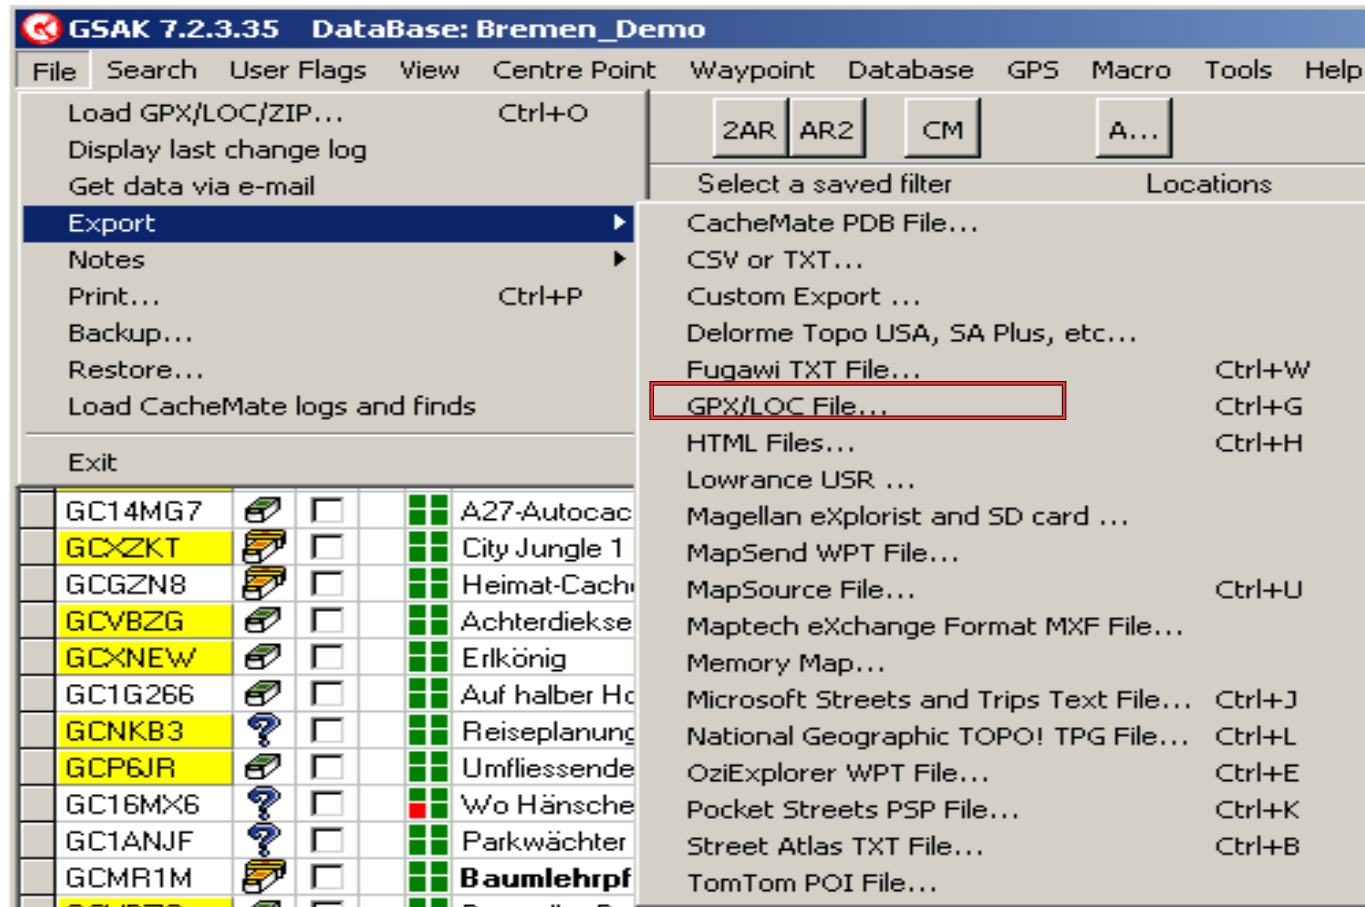 GSAK 7.2.3.35 DataBase: Bremen_Demo
File Search User Flags View Centre Point Waypoint Database GPS Macro Tools Help
Load GPX/LOC/ZIP... Ctrl+O
Display last change log
Get data via e-mail
Export
Notes
Print... Ctrl+P
Backup...
Restore...
Load CacheMate logs and finds
Exit
2AR AR2 CM A...
Select a saved filter Locations
CacheMate PDB File...
CSV or TXT...
Custom Export ...
Delorme Topo USA, SA Plus, etc...
Fugawi TXT File... Ctrl+W
GPX/LOC File... Ctrl+G
HTML Files... Ctrl+H
Lowrance USR ...
Magellan eXplorist and SD card ...
MapSend WPT File...
MapSource File... Ctrl+U
Maptech eXchange Format MXF File...
Memory Map...
Microsoft Streets and Trips Text File... Ctrl+J
National Geographic TOPO! TPG File... Ctrl+L
OziExplorer WPT File... Ctrl+E
Pocket Streets PSP File... Ctrl+K
Street Atlas TXT File... Ctrl+B
TomTom POI File...
GC14MG7 A27-Autocac
GCXZKT City Jungle 1
GCGZN8 Heimat-Cach
GCVBZG Achterdiekse
GCXNEW Erlkönig
GC1G266 Auf halber Ho
GCNKB3 Reiseplanung
GCP6JR Umfliessende
GC16MX6 Wo Hänsche
GC1ANJF Parkwächter
GCMR1M Baumlehrpf